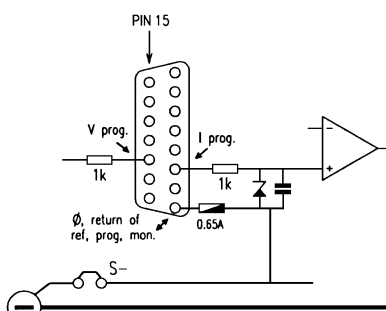 PIN 15
V prog.
I prog.
1k
1k
Ø, return of
ref, prog, mon.
0.65A
S-
-
+